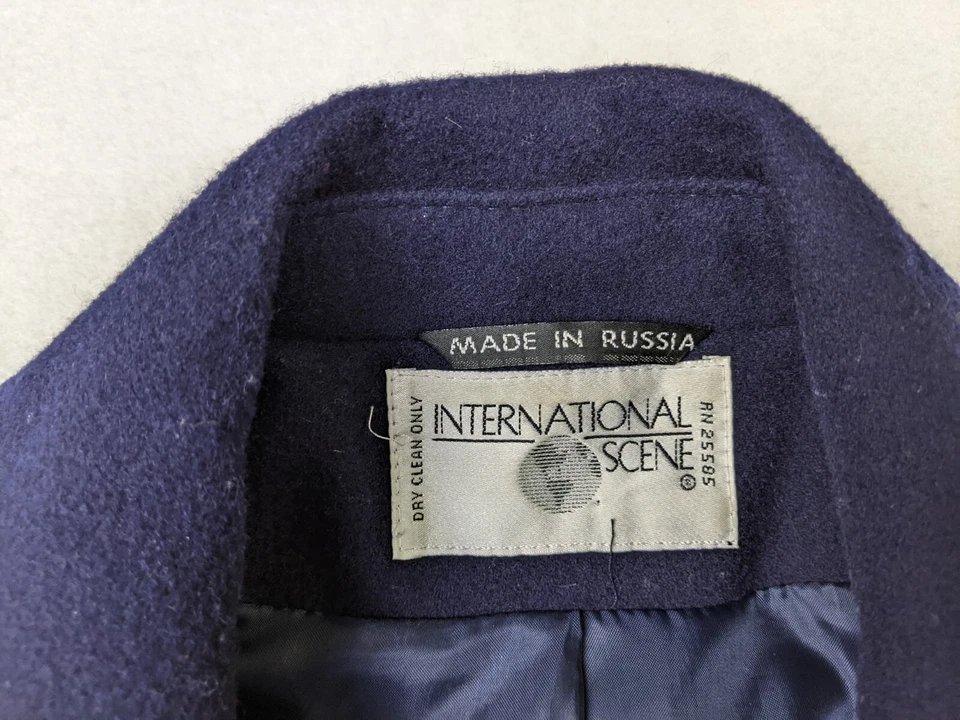 MADE IN RUSSIA
DRY CLEAN ONLY
INTERNATIONAL
SCENE
®
RN 25585